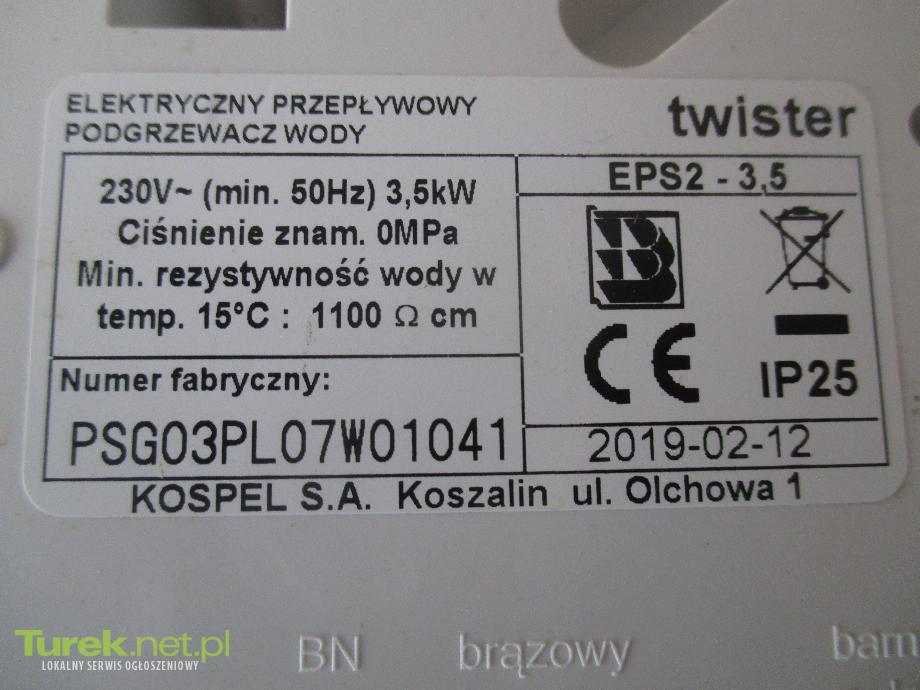 ELEKTRYCZNY PRZEPŁYWOWY
PODGRZEWACZ WODY
twister
230V~ (min. 50Hz) 3,5kW
Ciśnienie znam. 0MPa
Min. rezystywność wody w
temp. 15°C : 1100 Ω cm
EPS2 - 3,5
B
CE
IP25
Numer fabryczny:
PSG03PL07W01041
2019-02-12
KOSPEL S.A. Koszalin ul. Olchowa 1
BN brązowy
Turek.net.pl
LOKALNY SERWIS OGŁOSZENIOWY